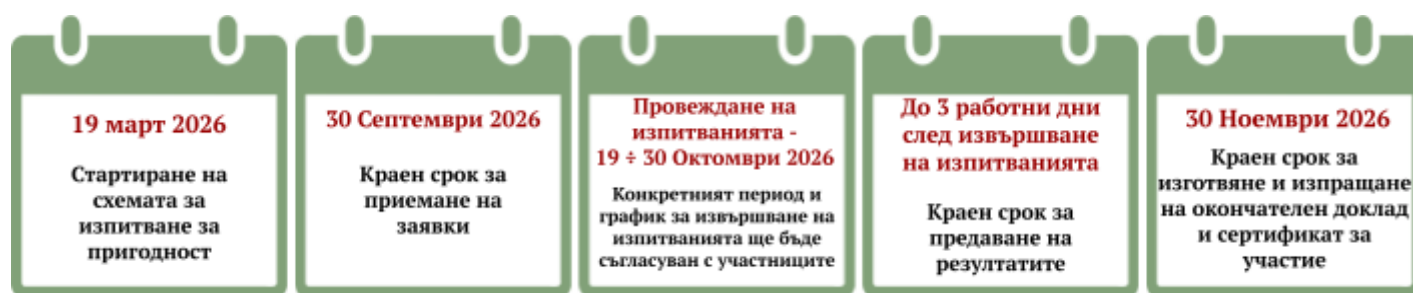 19 март 2026
Стартиране на
схемата за
изпитване за
пригодност
30 Септември 2026
Краен срок за
приемане на
заявки
Провеждане на
изпитванията -
19 ÷ 30 Октомври 2026
Конкретният период и
график за извършване на
изпитванията ще бъде
съгласуван с участниците
До 3 работни дни
след извършване
на изпитванията
Краен срок за
предаване на
резултатите
30 Ноември 2026
Краен срок за
изготвяне и изпращане
на окончателен доклад
и сертификат за
участие